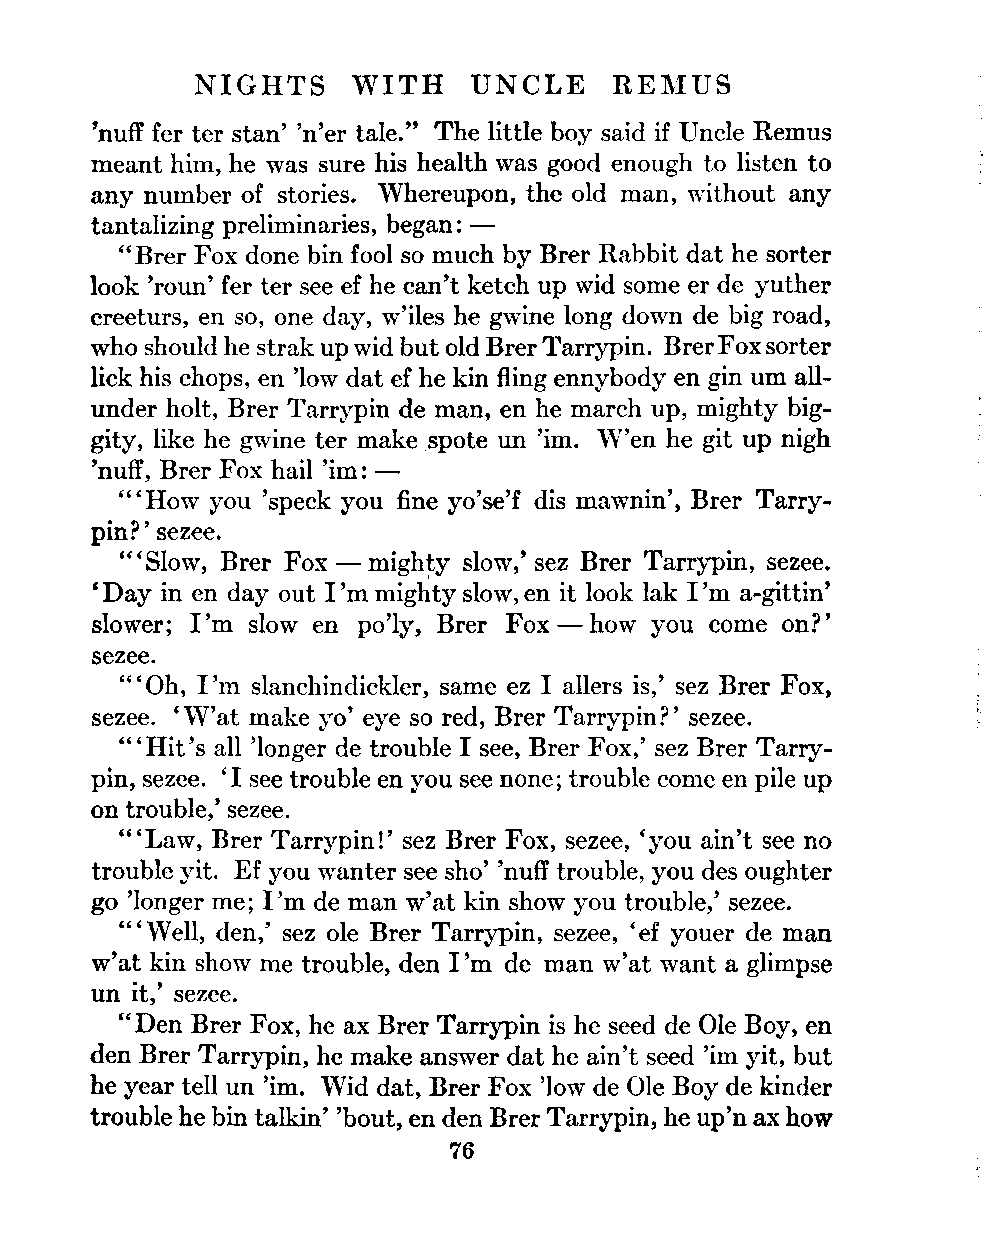 NIGHTS WITH UNCLE REMUS
'nuff fer ter stan' 'n'er tale." The little boy said if Uncle Remus
meant him, he was sure his health was good enough to listen to
any number of stories. Whereupon, the old man, without any
tantalizing preliminaries, began: —
"Brer Fox done bin fool so much by Brer Rabbit dat he sorter
look 'roun' fer ter see ef he can't ketch up wid some er de yuther
creeturs, en so, one day, w'iles he gwine long down de big road,
who should he strak up wid but old Brer Tarrypin. Brer Fox sorter
lick his chops, en 'low dat ef he kin fling ennybody en gin um all-
under holt, Brer Tarrypin de man, en he march up, mighty big-
gity, like he gwine ter make spote un 'im. W'en he git up nigh
'nuff, Brer Fox hail 'im: —
"'How you 'speck you fine yo'se'f dis mawnin', Brer Tarry-
pin?' sezee.
"'Slow, Brer Fox — mighty slow,' sez Brer Tarrypin, sezee.
'Day in en day out I'm mighty slow, en it look lak I'm a-gittin'
slower; I'm slow en po'ly, Brer Fox — how you come on?'
sezee.
"'Oh, I'm slanchindickler, same ez I allers is,' sez Brer Fox,
sezee. 'W'at make yo' eye so red, Brer Tarrypin?' sezee.
"'Hit's all 'longer de trouble I see, Brer Fox,' sez Brer Tarry-
pin, sezee. 'I see trouble en you see none; trouble come en pile up
on trouble,' sezee.
"'Law, Brer Tarrypin!' sez Brer Fox, sezee, 'you ain't see no
trouble yit. Ef you wanter see sho' 'nuff trouble, you des oughter
go 'longer me; I'm de man w'at kin show you trouble,' sezee.
"'Well, den,' sez ole Brer Tarrypin, sezee, 'ef youer de man
w'at kin show me trouble, den I'm de man w'at want a glimpse
un it,' sezee.
"Den Brer Fox, he ax Brer Tarrypin is he seed de Ole Boy, en
den Brer Tarrypin, he make answer dat he ain't seed 'im yit, but
he year tell un 'im. Wid dat, Brer Fox 'low de Ole Boy de kinder
trouble he bin talkin' 'bout, en den Brer Tarrypin, he up'n ax how
76